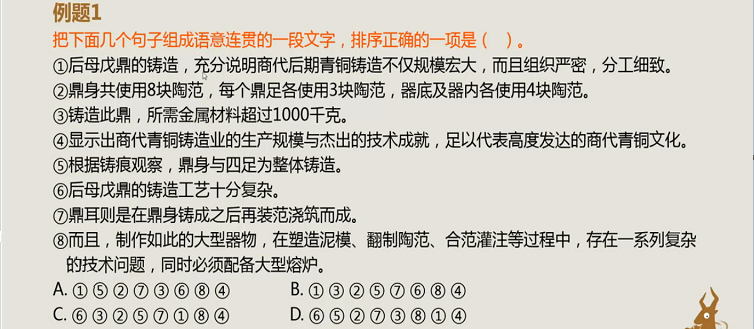 例题1
把下面几个句子组成语意连贯的一段文字，排序正确的一项是（　）。
①后母戊鼎的铸造，充分说明商代后期青铜铸造不仅规模宏大，而且组织严密，分工细致。
②鼎身共使用8块陶范，每个鼎足各使用3块陶范，器底及器内各使用4块陶范。
③铸造此鼎，所需金属材料超过1000千克。
④显示出商代青铜铸造业的生产规模与杰出的技术成就，足以代表高度发达的商代青铜文化。
⑤根据铸痕观察，鼎身与四足为整体铸造。
⑥后母戊鼎的铸造工艺十分复杂。
⑦鼎耳则是在鼎身铸成之后再装范浇筑而成。
⑧而且，制作如此的大型器物，在塑造泥模、翻制陶范、合范灌注等过程中，存在一系列复杂
的技术问题，同时必须配备大型熔炉。
A. ①⑤②⑦③⑥⑧④ B. ①③②⑤⑦⑥⑧④
C. ⑥③②⑤⑦①⑧④ D. ⑥⑤②⑦③⑧①④